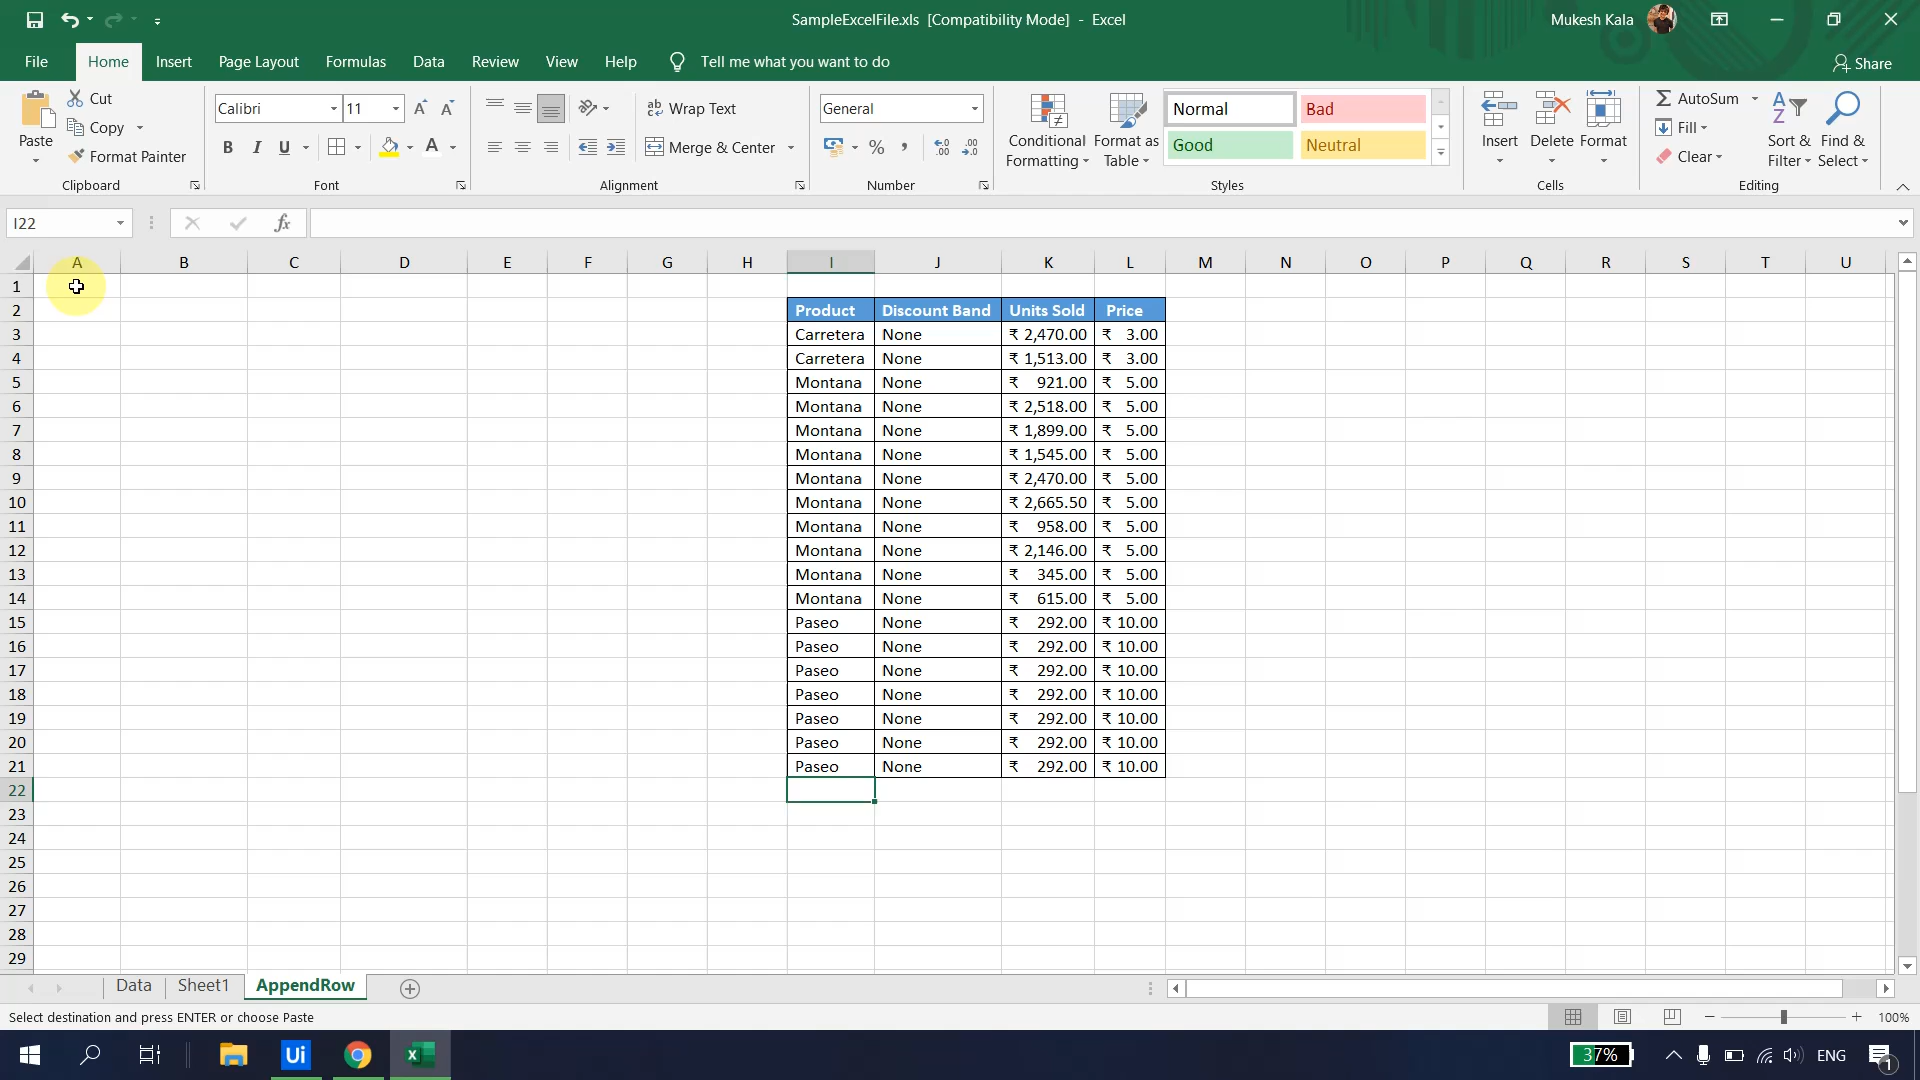 SampleExcelFile.xls [Compatibility Mode] - Excel
Mukesh Kala
File Home Insert Page Layout Formulas Data Review View Help Tell me what you want to do
Share
Paste
Cut
Copy
Format Painter
Clipboard
Calibri 11
B I U A
Font
Wrap Text
Merge & Center
Alignment
General
Number
Conditional Formatting
Format as Table
Normal Bad
Good Neutral
Styles
Insert Delete Format
Cells
AutoSum
Fill
Clear
Sort & Filter
Find & Select
Editing
I22 fx
A B C D E F G H I J K L M N O P Q R S T U
1
2 Product Discount Band Units Sold Price
3 Carretera None ₹ 2,470.00 ₹ 3.00
4 Carretera None ₹ 1,513.00 ₹ 3.00
5 Montana None ₹ 921.00 ₹ 5.00
6 Montana None ₹ 2,518.00 ₹ 5.00
7 Montana None ₹ 1,899.00 ₹ 5.00
8 Montana None ₹ 1,545.00 ₹ 5.00
9 Montana None ₹ 2,470.00 ₹ 5.00
10 Montana None ₹ 2,665.50 ₹ 5.00
11 Montana None ₹ 958.00 ₹ 5.00
12 Montana None ₹ 2,146.00 ₹ 5.00
13 Montana None ₹ 345.00 ₹ 5.00
14 Montana None ₹ 615.00 ₹ 5.00
15 Paseo None ₹ 292.00 ₹ 10.00
16 Paseo None ₹ 292.00 ₹ 10.00
17 Paseo None ₹ 292.00 ₹ 10.00
18 Paseo None ₹ 292.00 ₹ 10.00
19 Paseo None ₹ 292.00 ₹ 10.00
20 Paseo None ₹ 292.00 ₹ 10.00
21 Paseo None ₹ 292.00 ₹ 10.00
22
23
24
25
26
27
28
29
Data Sheet1 AppendRow
Select destination and press ENTER or choose Paste
100%
Ui
37%
ENG
1